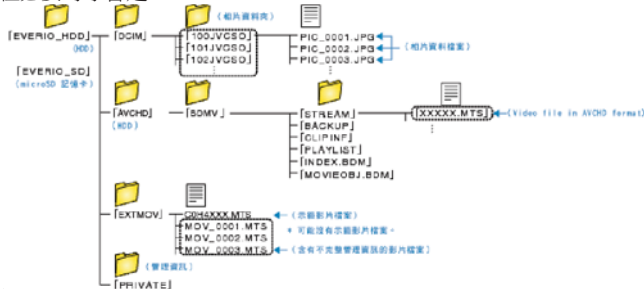 (相片資料夾)
「EVERIO_HDD」 「DCIM」 「100JVCSO」 PIC_0001.JPG
(HDD) 「101JVCSO」 PIC_0002.JPG (相片資料檔案)
「102JVCSO」 PIC_0003.JPG
「EVERIO_SD」
(microSD 記憶卡)
「AVCHD」 「BDMV」 「STREAM」 「XXXXX.MTS」 (Video file in AVCHD format)
(HDD) 「BACKUP」
「CLIPINF」
「PLAYLIST」
「INDEX.BDM」
「MOVIEOBJ.BDM」
「EXTMOV」 (示範影片檔案)
MOV_0001.MTS * 可能沒有示範影片檔案。
MOV_0002.MTS
MOV_0003.MTS (含有不完整管理資訊的影片檔案)
(管理資訊)
「PRIVATE」